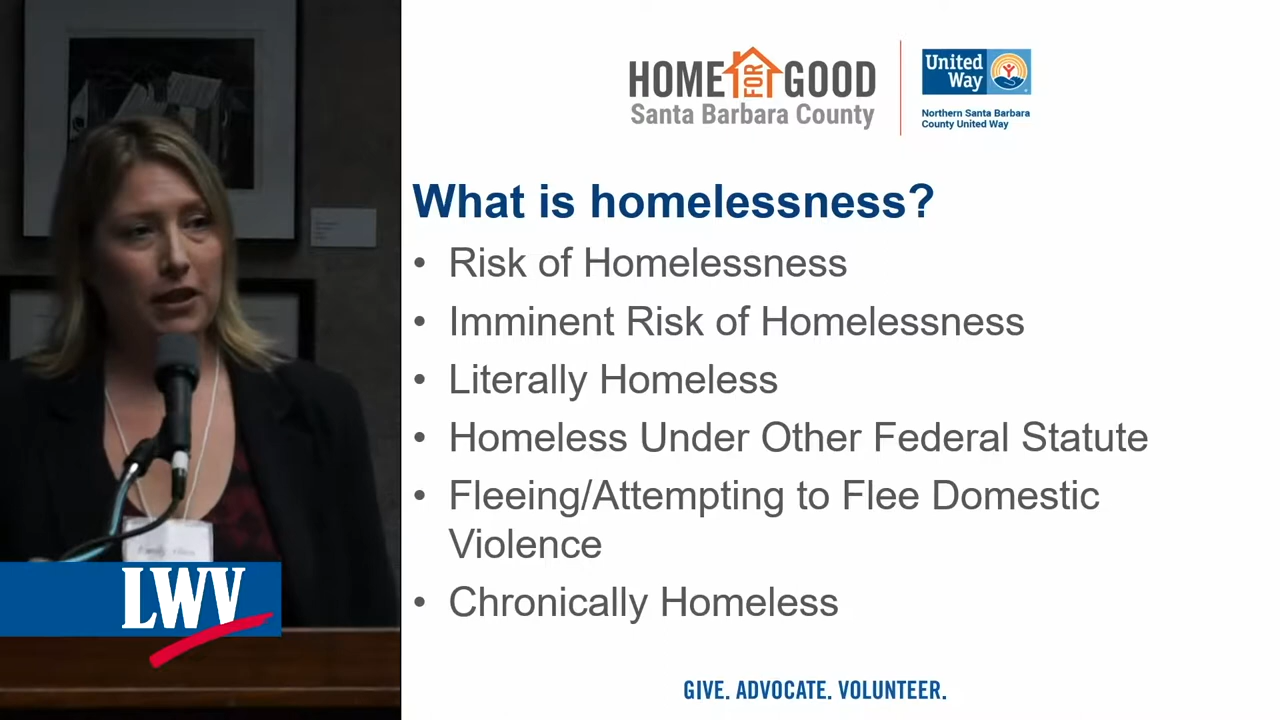 HOME FOR GOOD
Santa Barbara County
United
Way
Northern Santa Barbara
County United Way
What is homelessness?
• Risk of Homelessness
• Imminent Risk of Homelessness
• Literally Homeless
• Homeless Under Other Federal Statute
• Fleeing/Attempting to Flee Domestic
Violence
• Chronically Homeless
LWV
GIVE. ADVOCATE. VOLUNTEER.